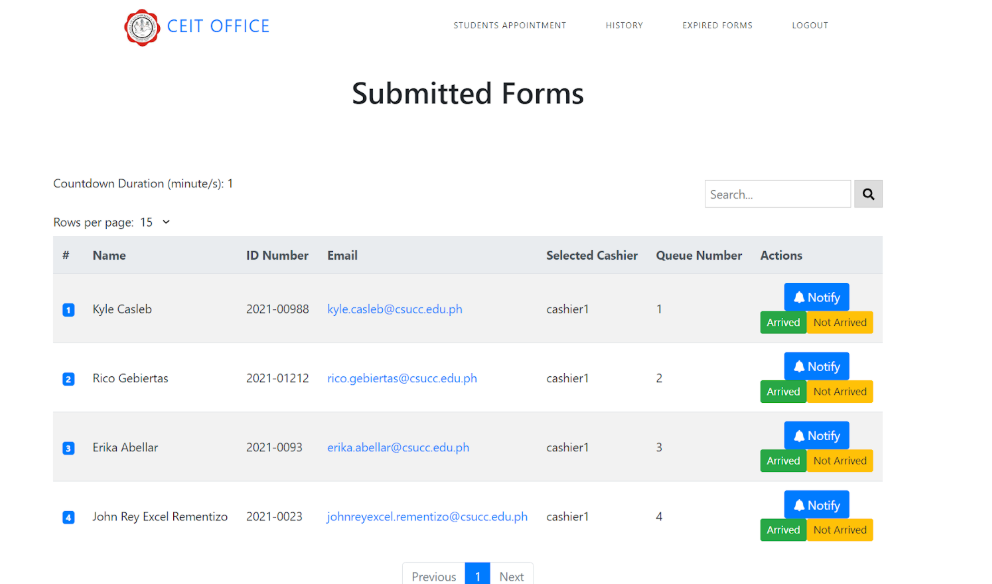 CEIT OFFICE STUDENTS APPOINTMENT HISTORY EXPIRED FORMS LOGOUT
Submitted Forms
Countdown Duration (minute/s): 1
Search...
Rows per page: 15
# Name ID Number Email Selected Cashier Queue Number Actions
1 Kyle Casleb 2021-00988 kyle.casleb@csucc.edu.ph cashier1 1 Notify
Arrived Not Arrived
2 Rico Gebiertas 2021-01212 rico.gebiertas@csucc.edu.ph cashier1 2 Notify
Arrived Not Arrived
3 Erika Abellar 2021-0093 erika.abellar@csucc.edu.ph cashier1 3 Notify
Arrived Not Arrived
4 John Rey Excel Rementizo 2021-0023 johnreyexcel.rementizo@csucc.edu.ph cashier1 4 Notify
Arrived Not Arrived
Previous 1 Next